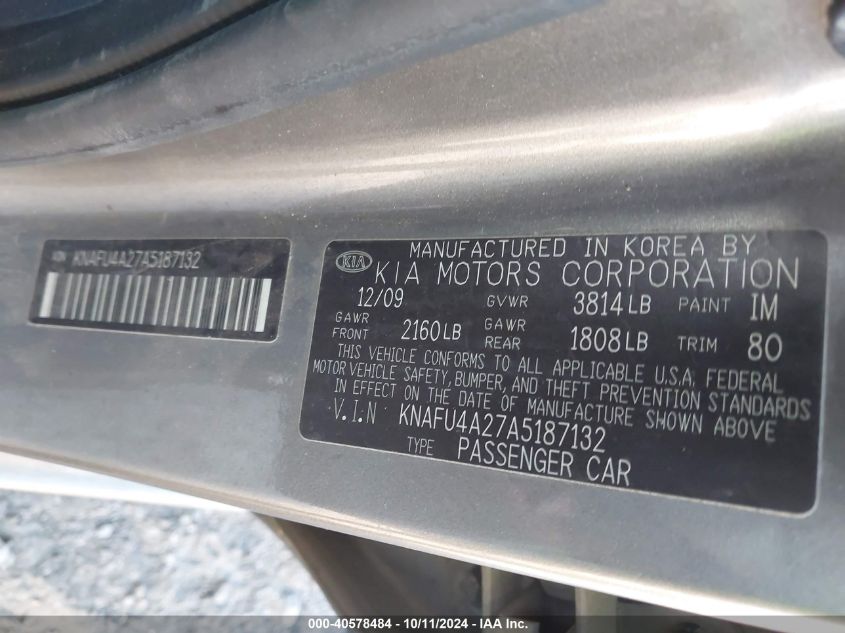 VIN KNAFU4A27A5187132
KIA
MANUFACTURED IN KOREA BY
KIA MOTORS CORPORATION
12/09 GVWR 3814 LB PAINT IM
GAWR FRONT 2160 LB GAWR REAR 1808 LB TRIM 80
THIS VEHICLE CONFORMS TO ALL APPLICABLE U.S.A. FEDERAL
MOTOR VEHICLE SAFETY, BUMPER, AND THEFT PREVENTION STANDARDS
IN EFFECT ON THE DATE OF MANUFACTURE SHOWN ABOVE
V.I.N KNAFU4A27A5187132
TYPE PASSENGER CAR
000-40578484 - 10/11/2024 - IAA Inc.